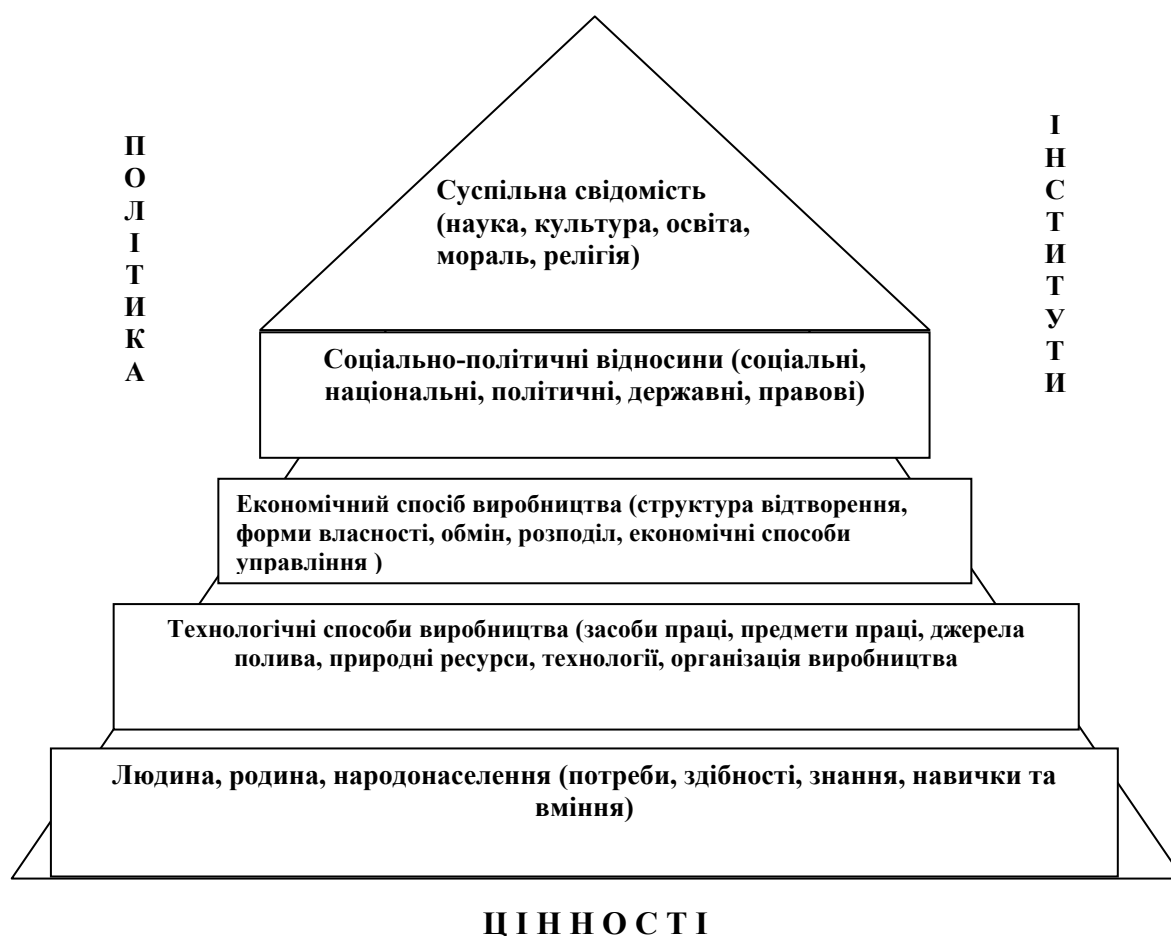 ПОЛІТИКА
ІНСТИТУТИ
Суспільна свідомість
(наука, культура, освіта,
мораль, релігія)
Соціально-політичні відносини (соціальні,
національні, політичні, державні, правові)
Економічний спосіб виробництва (структура відтворення,
форми власності, обмін, розподіл, економічні способи
управління )
Технологічні способи виробництва (засоби праці, предмети праці, джерела
полива, природні ресурси, технології, організація виробництва
Людина, родина, народонаселення (потреби, здібності, знання, навички та
вміння)
Ц І Н Н О С Т І